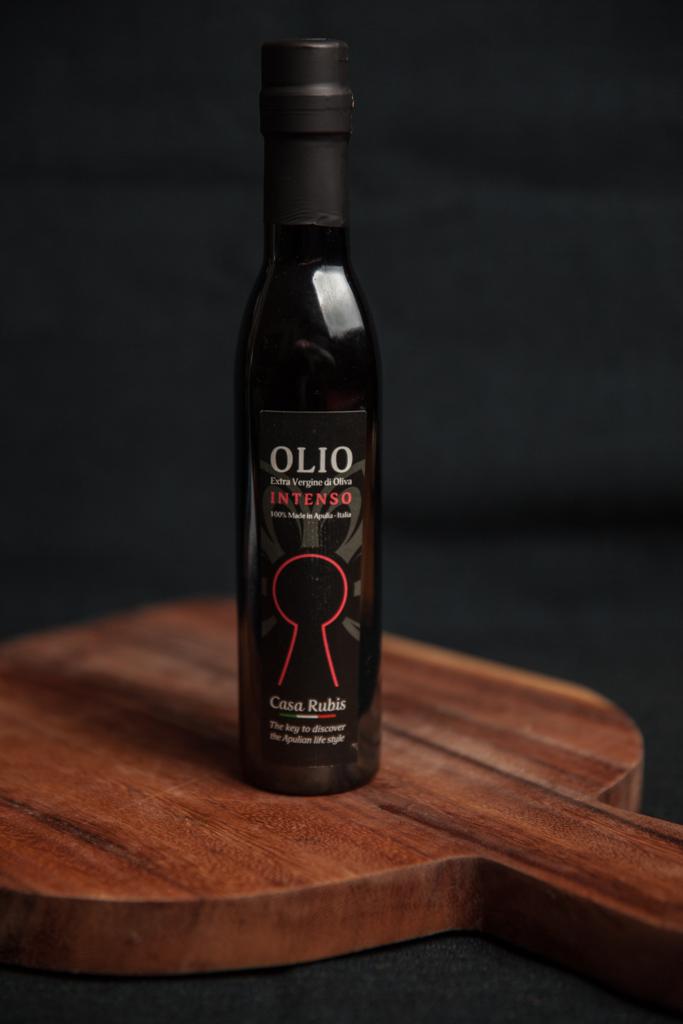 OLIO
Extra Vergine di Oliva
INTENSO
100% Made in Apulia - Italia
Casa Rubis
The key to discover
the Apulian life style